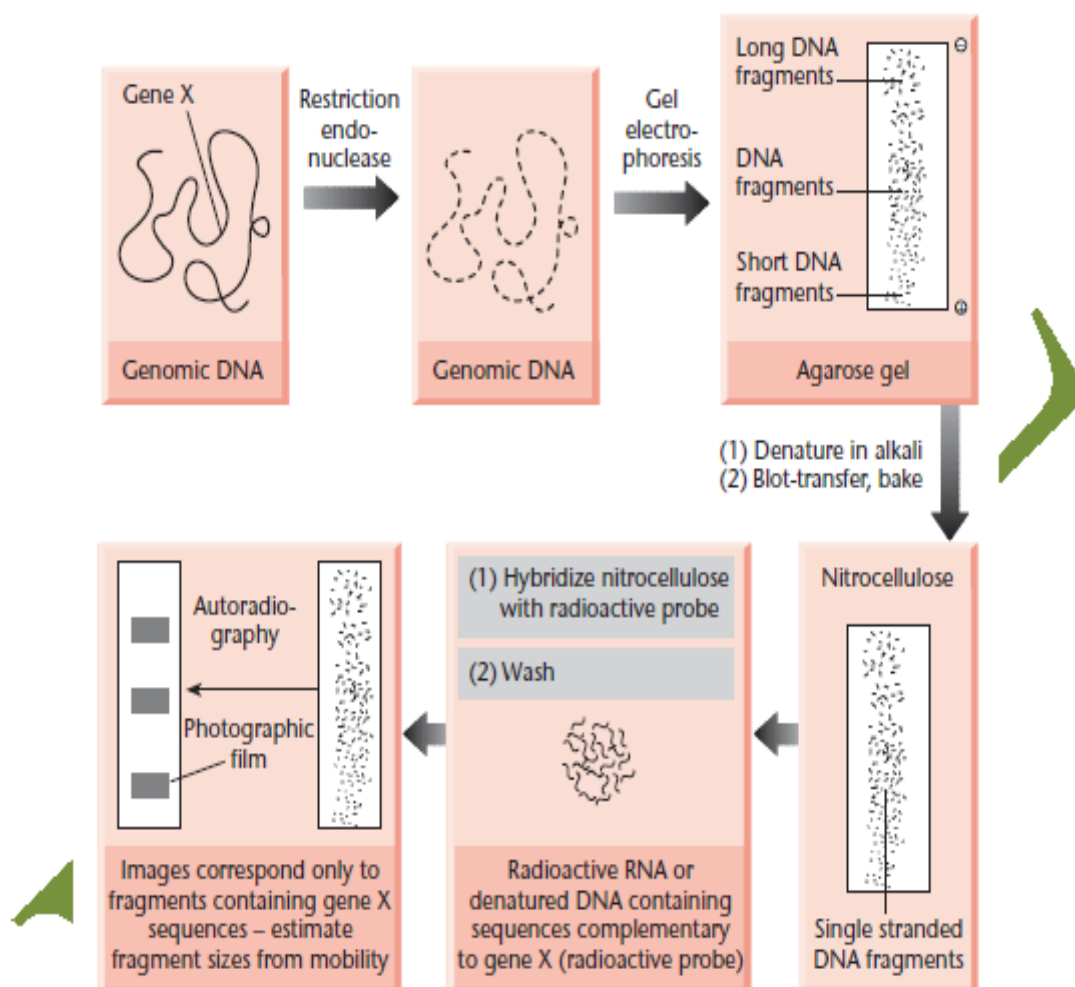 Gene X
Genomic DNA
Restriction
endo-
nuclease
Genomic DNA
Gel
electro-
phoresis
Long DNA
fragments
DNA
fragments
Short DNA
fragments
⊖
⊕
Agarose gel
(1) Denature in alkali
(2) Blot-transfer, bake
Nitrocellulose
Single stranded
DNA fragments
(1) Hybridize nitrocellulose
with radioactive probe
(2) Wash
Radioactive RNA or
denatured DNA containing
sequences complementary
to gene X (radioactive probe)
Autoradio-
graphy
Photographic
film
Images correspond only to
fragments containing gene X
sequences – estimate
fragment sizes from mobility